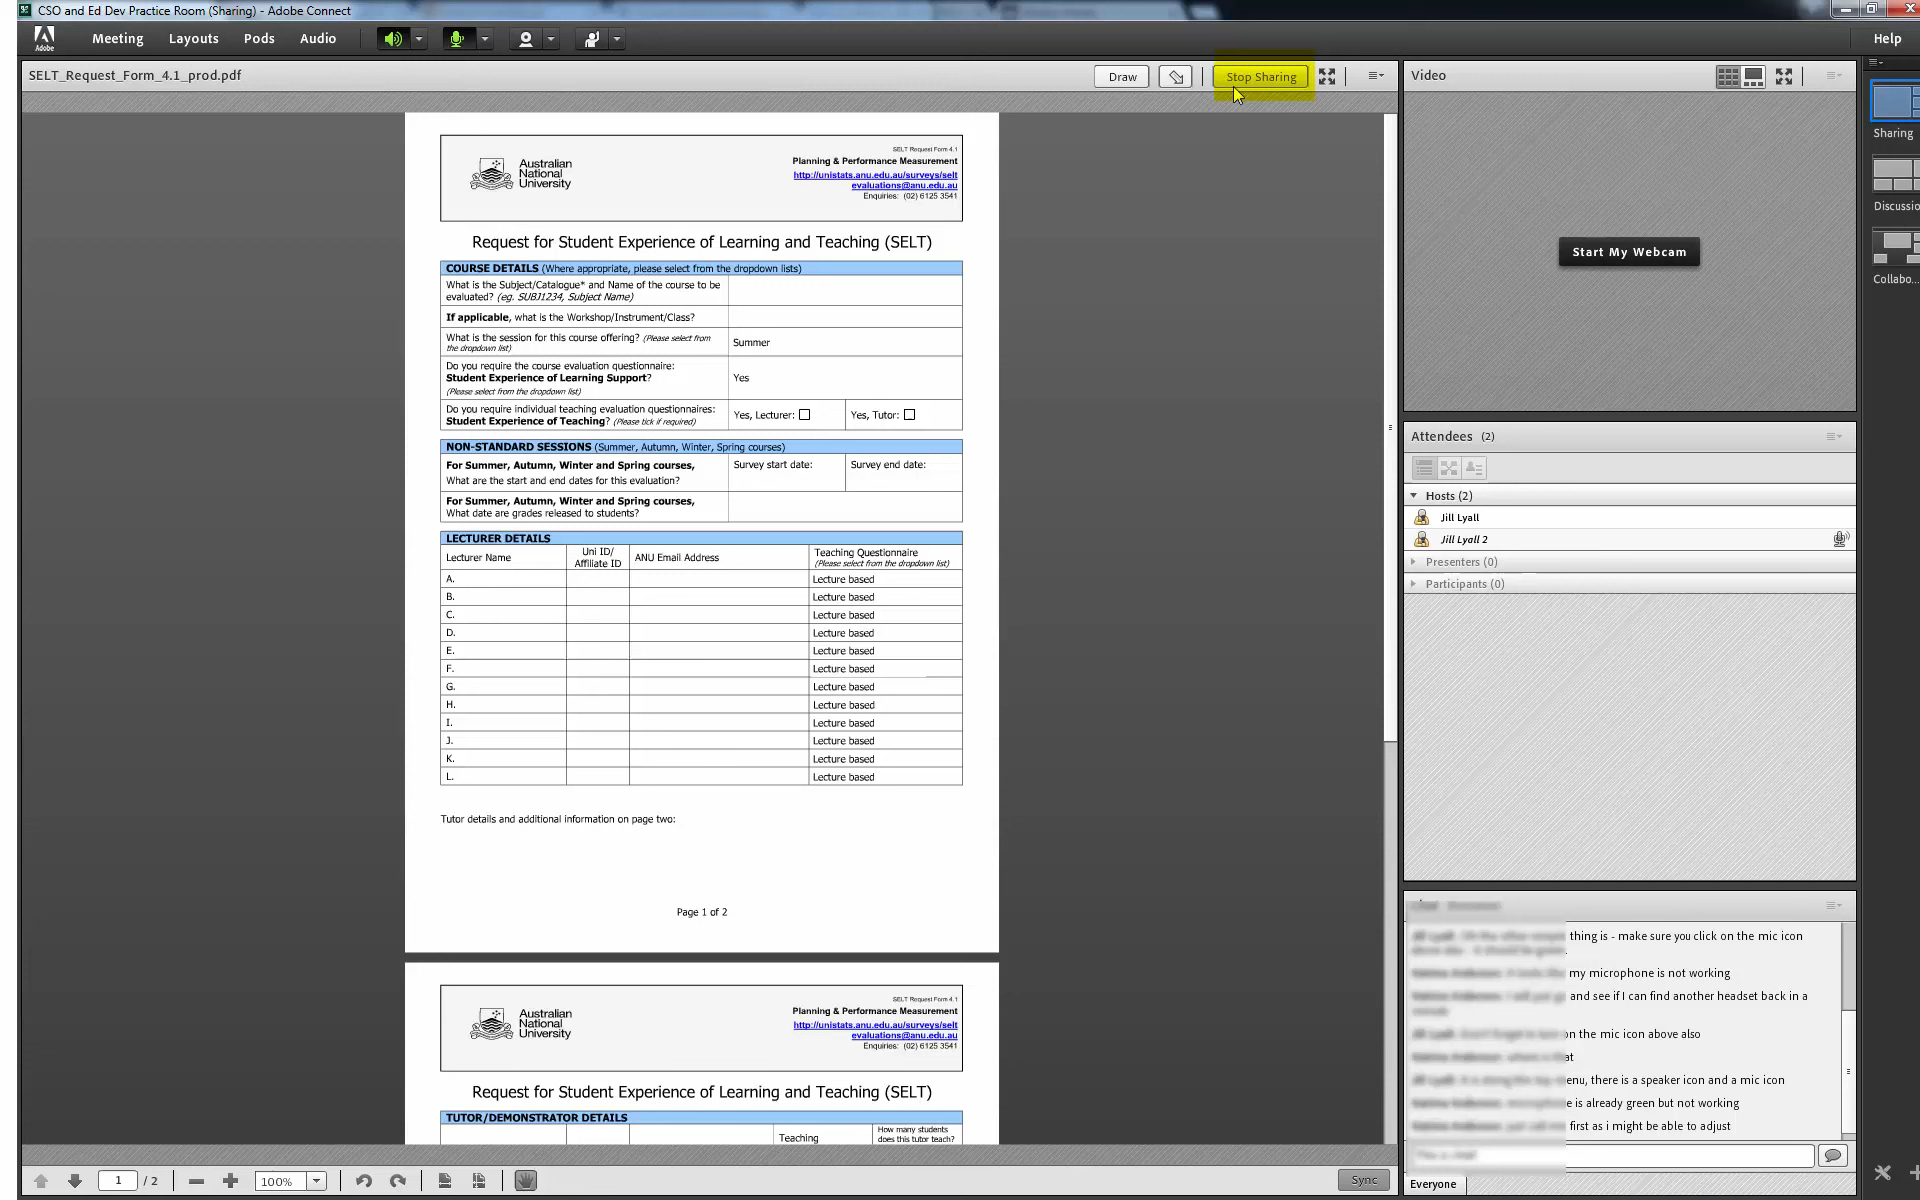 CSO and Ed Dev Practice Room (Sharing) - Adobe Connect
Adobe
Meeting Layouts Pods Audio
Help
SELT_Request_Form_4.1_prod.pdf
Draw
Stop Sharing
SELT Request Form 4.1
Australian
National
University
Planning & Performance Measurement
http://unistats.anu.edu.au/surveys/selt
evaluations@anu.edu.au
Enquiries: (02) 6125 3541
Request for Student Experience of Learning and Teaching (SELT)
COURSE DETAILS (Where appropriate, please select from the dropdown lists)
What is the Subject/Catalogue* and Name of the course to be
evaluated? (eg. SUBJ1234, Subject Name)
If applicable, what is the Workshop/Instrument/Class?
What is the session for this course offering? (Please select from
the dropdown list)
Summer
Do you require the course evaluation questionnaire:
Student Experience of Learning Support?
(Please select from the dropdown list)
Yes
Do you require individual teaching evaluation questionnaires:
Student Experience of Teaching? (Please tick if required)
Yes, Lecturer:
Yes, Tutor:
NON-STANDARD SESSIONS (Summer, Autumn, Winter, Spring courses)
For Summer, Autumn, Winter and Spring courses,
What are the start and end dates for this evaluation?
Survey start date:
Survey end date:
For Summer, Autumn, Winter and Spring courses,
What date are grades released to students?
LECTURER DETAILS
Lecturer Name
Uni ID/
Affiliate ID
ANU Email Address
Teaching Questionnaire
(Please select from the dropdown list)
A. Lecture based
B. Lecture based
C. Lecture based
D. Lecture based
E. Lecture based
F. Lecture based
G. Lecture based
H. Lecture based
I. Lecture based
J. Lecture based
K. Lecture based
L. Lecture based
Tutor details and additional information on page two:
Page 1 of 2
SELT Request Form 4.1
Australian
National
University
Planning & Performance Measurement
http://unistats.anu.edu.au/surveys/selt
evaluations@anu.edu.au
Enquiries: (02) 6125 3541
Request for Student Experience of Learning and Teaching (SELT)
TUTOR/DEMONSTRATOR DETAILS
Teaching
How many students
does this tutor teach?
1 / 2
100%
Sync
Video
Start My Webcam
Attendees (2)
Hosts (2)
Jill Lyall
Jill Lyall 2
Presenters (0)
Participants (0)
thing is - make sure you click on the mic icon
my microphone is not working
and see if I can find another headset back in a
on the mic icon above also
there is a speaker icon and a mic icon
is already green but not working
first as i might be able to adjust
Everyone
Sharing
Discussio
Collabo...